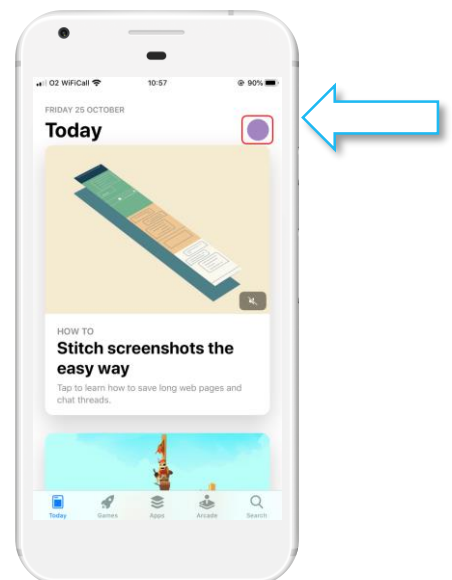 O2 WiFiCall 10:57 90%
FRIDAY 25 OCTOBER
Today
HOW TO
Stitch screenshots the
easy way
Tap to learn how to save long web pages and
chat threads.
Today Games Apps Arcade Search